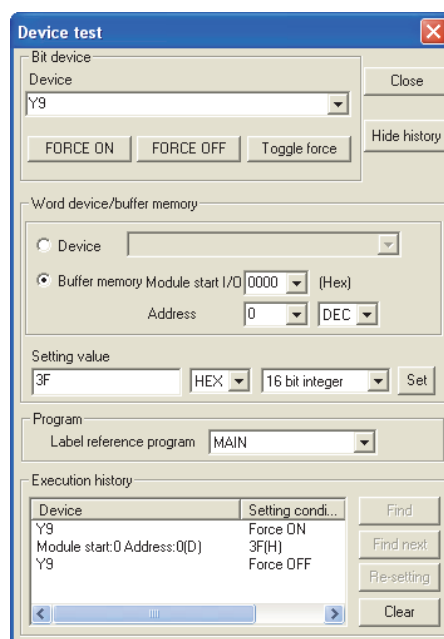 Device test
Bit device
Device
Close
Y9
FORCE ON FORCE OFF Toggle force
Hide history
Word device/buffer memory
Device
Buffer memory Module start I/O 0000 (Hex)
Address 0 DEC
Setting value
3F HEX 16 bit integer Set
Program
Label reference program MAIN
Execution history
Device Setting condi...
Y9 Force ON
Module start:0 Address:0(D) 3F(H)
Y9 Force OFF
Find
Find next
Re-setting
Clear